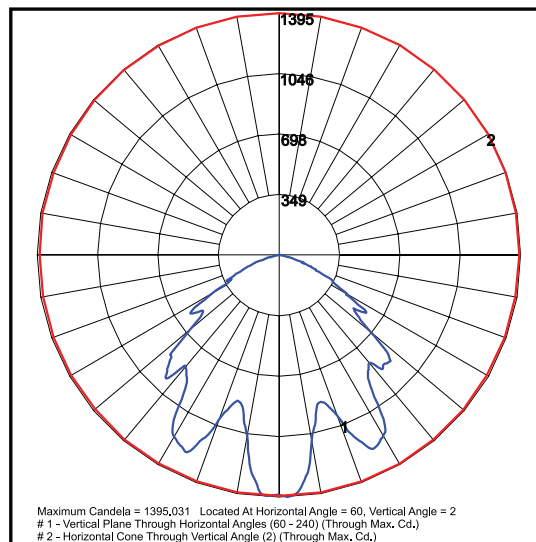 1395
1046
2
698
349
1
Maximum Candela = 1395.031 Located At Horizontal Angle = 60, Vertical Angle = 2
# 1 - Vertical Plane Through Horizontal Angles (60 - 240) (Through Max. Cd.)
# 2 - Horizontal Cone Through Vertical Angle (2) (Through Max. Cd.)